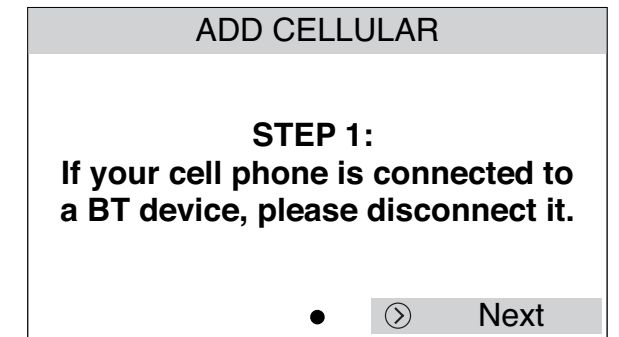 ADD CELLULAR
STEP 1:
If your cell phone is connected to
a BT device, please disconnect it.
Next